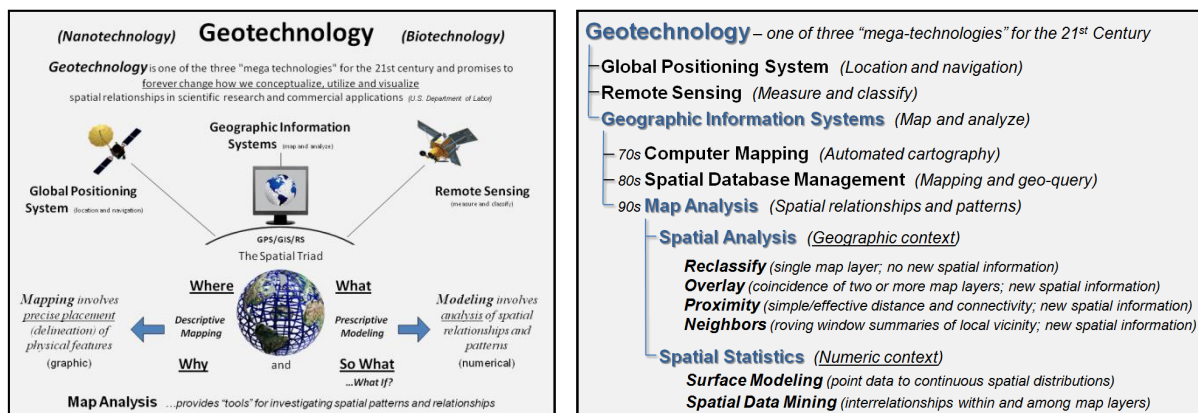 (Nanotechnology) Geotechnology (Biotechnology)
Geotechnology is one of the three "mega technologies" for the 21st century and promises to
forever change how we conceptualize, utilize and visualize
spatial relationships in scientific research and commercial applications (U.S. Department of Labor)
Geographic Information
Systems (map and analyze)
Global Positioning
System (location and navigation)
Remote Sensing
(measure and classify)
GPS/GIS/RS
The Spatial Triad
Where
What
Mapping involves
precise placement
(delineation) of
physical features
(graphic)
Descriptive
Mapping
Prescriptive
Modeling
Modeling involves
analysis of spatial
relationships and
patterns
(numerical)
Why
and
So What
...What If?
Map Analysis ...provides "tools" for investigating spatial patterns and relationships
Geotechnology – one of three "mega-technologies" for the 21st Century
Global Positioning System (Location and navigation)
Remote Sensing (Measure and classify)
Geographic Information Systems (Map and analyze)
70s Computer Mapping (Automated cartography)
80s Spatial Database Management (Mapping and geo-query)
90s Map Analysis (Spatial relationships and patterns)
Spatial Analysis (Geographic context)
Reclassify (single map layer; no new spatial information)
Overlay (coincidence of two or more map layers; new spatial information)
Proximity (simple/effective distance and connectivity; new spatial information)
Neighbors (roving window summaries of local vicinity; new spatial information)
Spatial Statistics (Numeric context)
Surface Modeling (point data to continuous spatial distributions)
Spatial Data Mining (interrelationships within and among map layers)